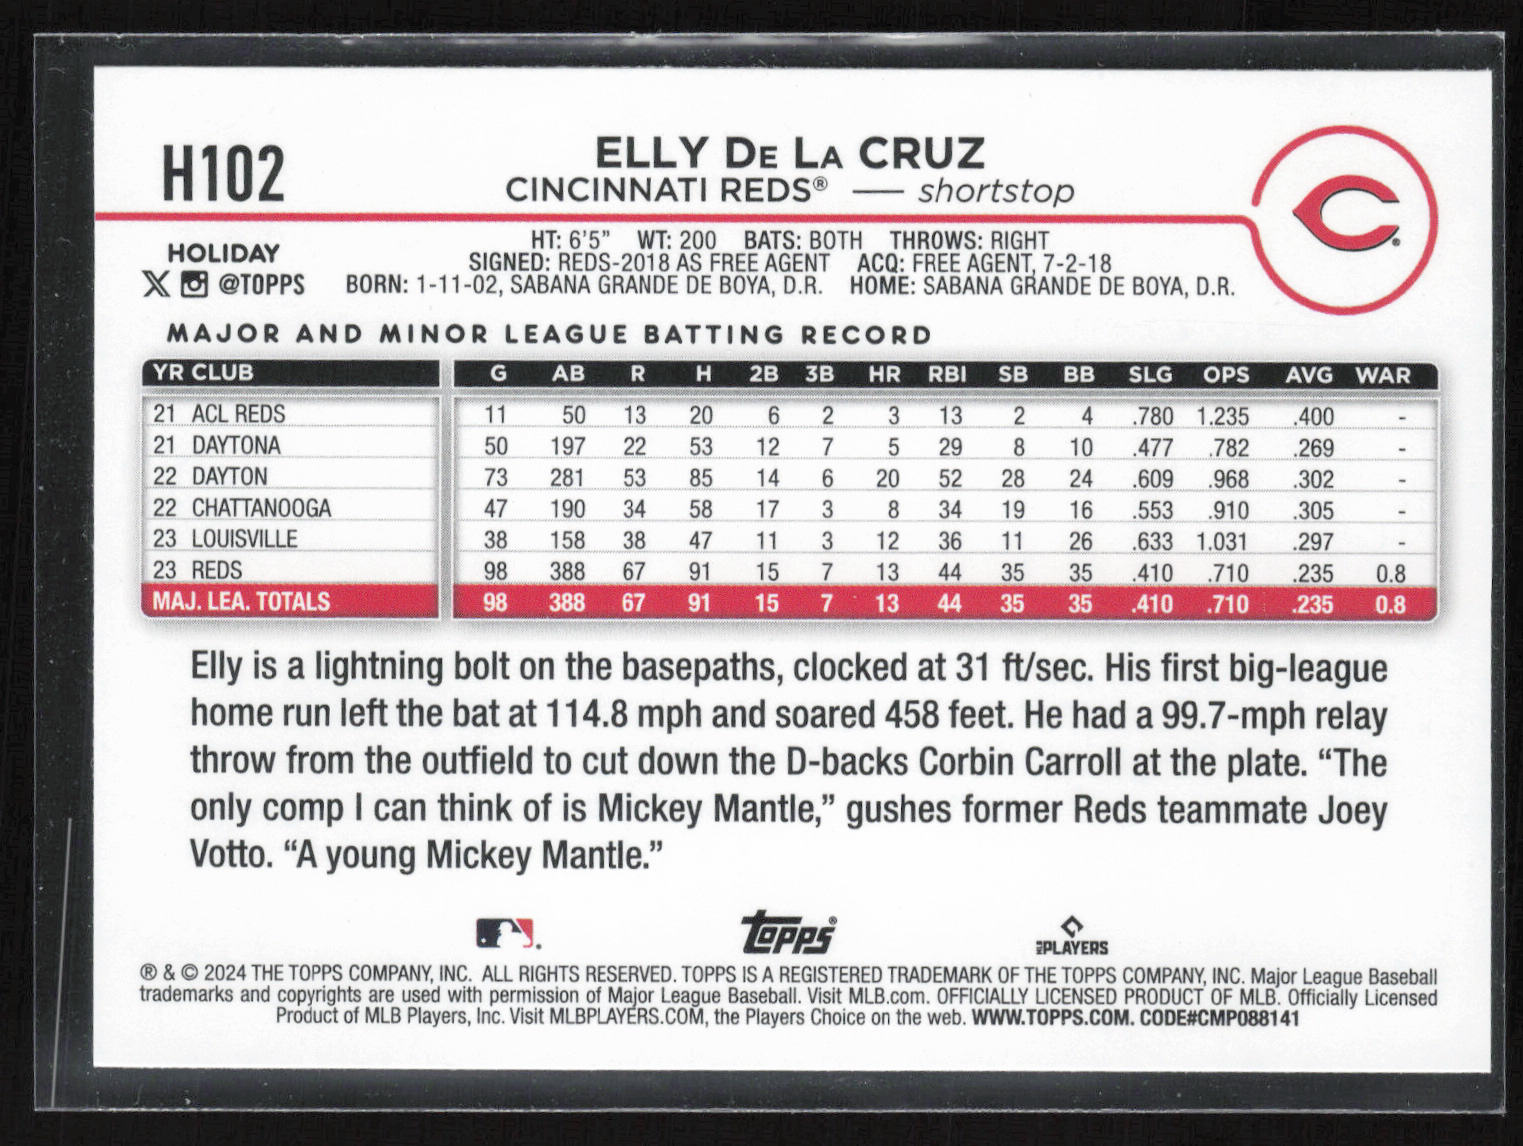 H102
ELLY DE LA CRUZ
CINCINNATI REDS® — shortstop
HOLIDAY
@TOPPS
HT: 6'5" WT: 200 BATS: BOTH THROWS: RIGHT
SIGNED: REDS-2018 AS FREE AGENT ACQ: FREE AGENT, 7-2-18
BORN: 1-11-02, SABANA GRANDE DE BOYA, D.R. HOME: SABANA GRANDE DE BOYA, D.R.
MAJOR AND MINOR LEAGUE BATTING RECORD
YR CLUB G AB R H 2B 3B HR RBI SB BB SLG OPS AVG WAR
21 ACL REDS 11 50 13 20 6 2 3 13 2 4 .780 1.235 .400 -
21 DAYTONA 50 197 22 53 12 7 5 29 8 10 .477 .782 .269 -
22 DAYTON 73 281 53 85 14 6 20 52 28 24 .609 .968 .302 -
22 CHATTANOOGA 47 190 34 58 17 3 8 34 19 16 .553 .910 .305 -
23 LOUISVILLE 38 158 38 47 11 3 12 36 11 26 .633 1.031 .297 -
23 REDS 98 388 67 91 15 7 13 44 35 35 .410 .710 .235 0.8
MAJ. LEA. TOTALS 98 388 67 91 15 7 13 44 35 35 .410 .710 .235 0.8
Elly is a lightning bolt on the basepaths, clocked at 31 ft/sec. His first big-league
home run left the bat at 114.8 mph and soared 458 feet. He had a 99.7-mph relay
throw from the outfield to cut down the D-backs Corbin Carroll at the plate. “The
only comp I can think of is Mickey Mantle,” gushes former Reds teammate Joey
Votto. “A young Mickey Mantle.”
Topps®
MLBPLAYERS
® & © 2024 THE TOPPS COMPANY, INC. ALL RIGHTS RESERVED. TOPPS IS A REGISTERED TRADEMARK OF THE TOPPS COMPANY, INC. Major League Baseball
trademarks and copyrights are used with permission of Major League Baseball. Visit MLB.com. OFFICIALLY LICENSED PRODUCT OF MLB. Officially Licensed
Product of MLB Players, Inc. Visit MLBPLAYERS.COM, the Players Choice on the web. WWW.TOPPS.COM. CODE#CMP088141